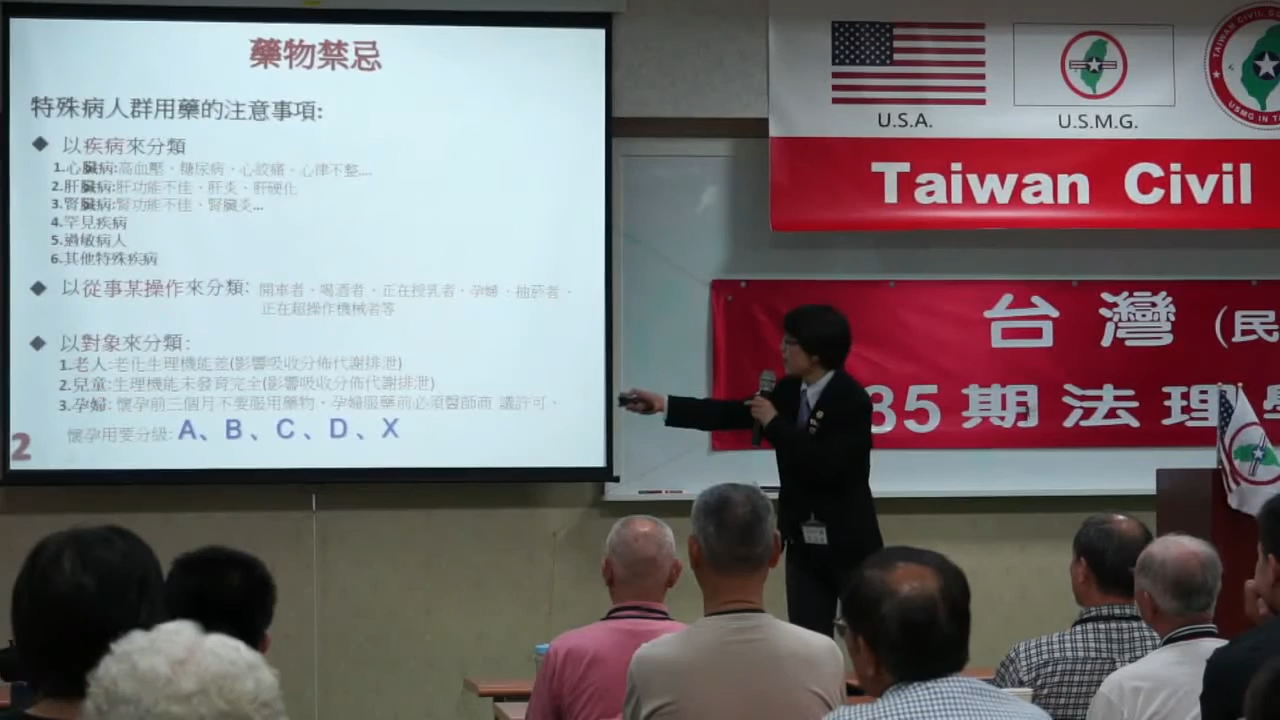 藥物禁忌
特殊病人群用藥的注意事項:
◆ 以疾病來分類
1.心臟病:高血壓、糖尿病、心絞痛、心律不整...
2.肝臟病:肝功能不佳、肝炎、肝硬化
3.腎臟病:腎功能不佳、腎臟炎...
4.罕見疾病
5.過敏病人
6.其他特殊疾病
◆ 以從事某操作來分類: 開車者、喝酒者、正在授乳者、孕婦、抽菸者、
正在超操作機械者等
◆ 以對象來分類:
1.老人:老化生理機能差(影響吸收分佈代謝排泄)
2.兒童:生理機能未發育完全(影響吸收分佈代謝排泄)
3.孕婦: 懷孕前三個月不要服用藥物、孕婦服藥前必須醫師商 議許可、
懷孕用要分級: A、B、C、D、X
2
U.S.A.
U.S.M.G.
TAIWAN CIVIL
USMG IN
Taiwan Civil
台灣(民
85期法理學